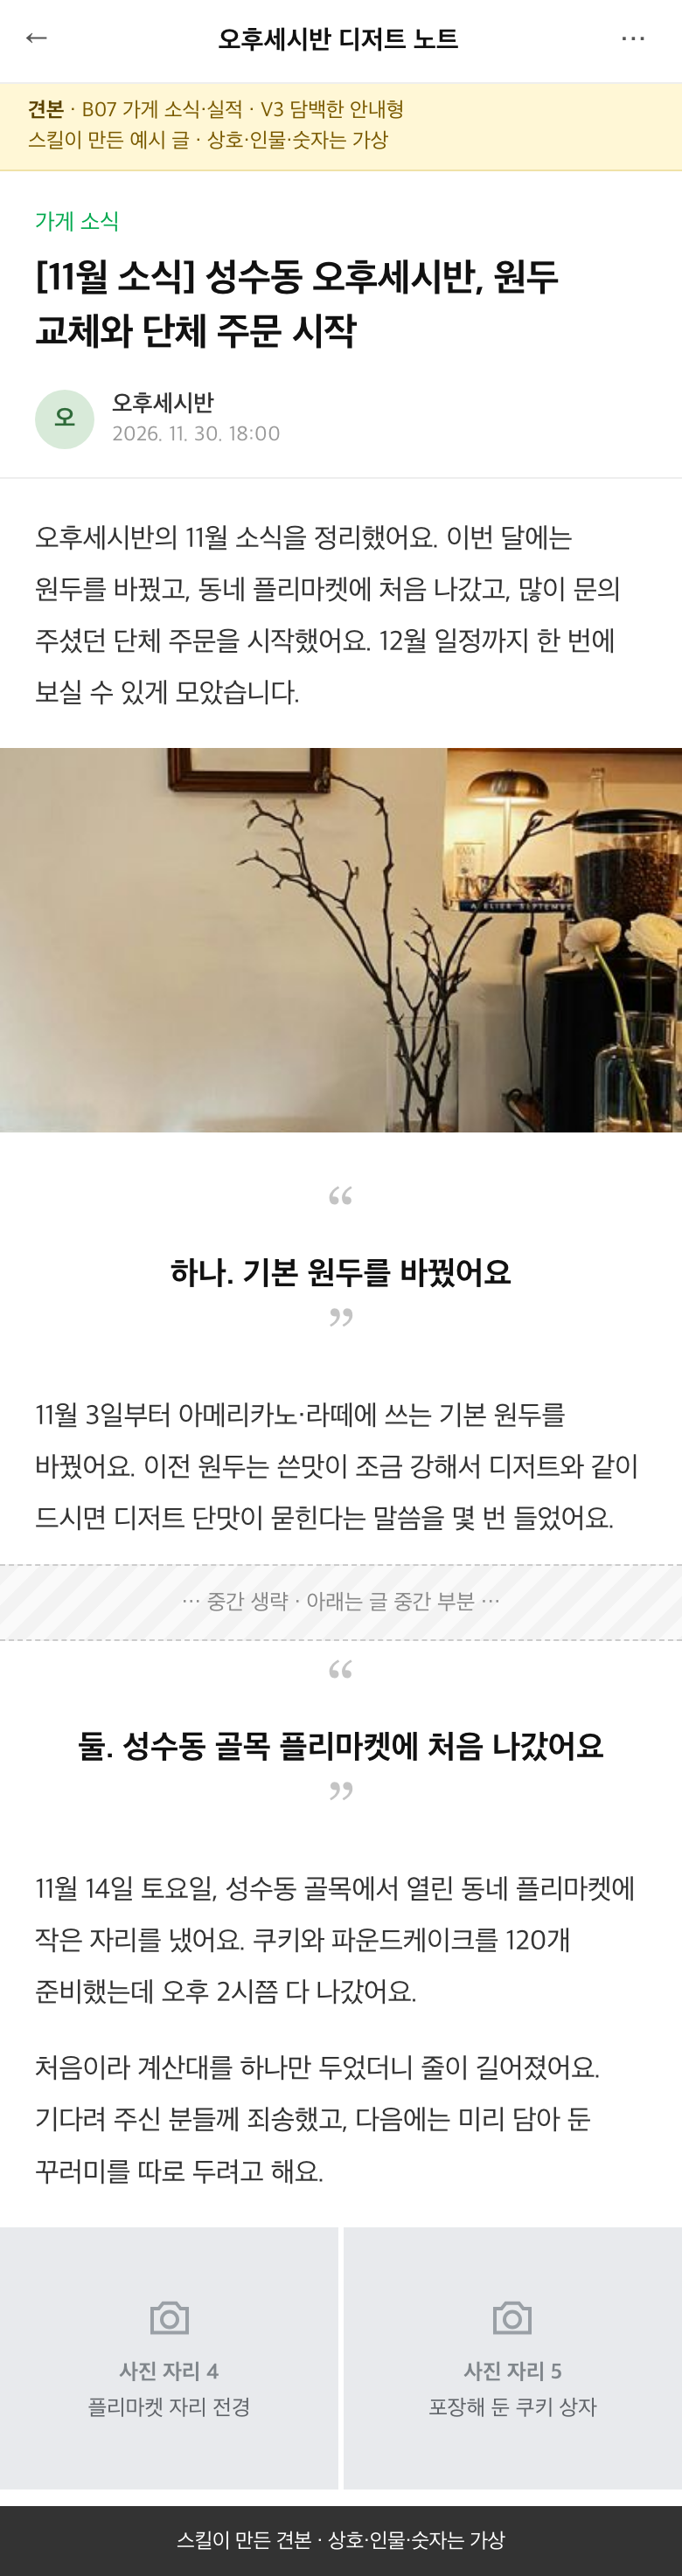 ← 오후세시반 디저트 노트 …
견본 · B07 가게 소식·실적 · V3 담백한 안내형
스킬이 만든 예시 글 · 상호·인물·숫자는 가상
가게 소식
[11월 소식] 성수동 오후세시반, 원두
교체와 단체 주문 시작
오
오후세시반
2026. 11. 30. 18:00
오후세시반의 11월 소식을 정리했어요. 이번 달에는
원두를 바꿨고, 동네 플리마켓에 처음 나갔고, 많이 문의
주셨던 단체 주문을 시작했어요. 12월 일정까지 한 번에
보실 수 있게 모았습니다.
“
하나. 기본 원두를 바꿨어요
”
11월 3일부터 아메리카노·라떼에 쓰는 기본 원두를
바꿨어요. 이전 원두는 쓴맛이 조금 강해서 디저트와 같이
드시면 디저트 단맛이 묻힌다는 말씀을 몇 번 들었어요.
… 중간 생략 · 아래는 글 중간 부분 …
“
둘. 성수동 골목 플리마켓에 처음 나갔어요
”
11월 14일 토요일, 성수동 골목에서 열린 동네 플리마켓에
작은 자리를 냈어요. 쿠키와 파운드케이크를 120개
준비했는데 오후 2시쯤 다 나갔어요.
처음이라 계산대를 하나만 두었더니 줄이 길어졌어요.
기다려 주신 분들께 죄송했고, 다음에는 미리 담아 둔
꾸러미를 따로 두려고 해요.
사진 자리 4
플리마켓 자리 전경
사진 자리 5
포장해 둔 쿠키 상자
스킬이 만든 견본 · 상호·인물·숫자는 가상